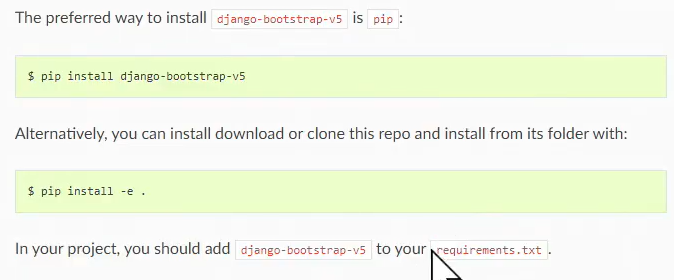 The preferred way to install django-bootstrap-v5 is pip :
$ pip install django-bootstrap-v5
Alternatively, you can install download or clone this repo and install from its folder with:
$ pip install -e .
In your project, you should add django-bootstrap-v5 to your requirements.txt .